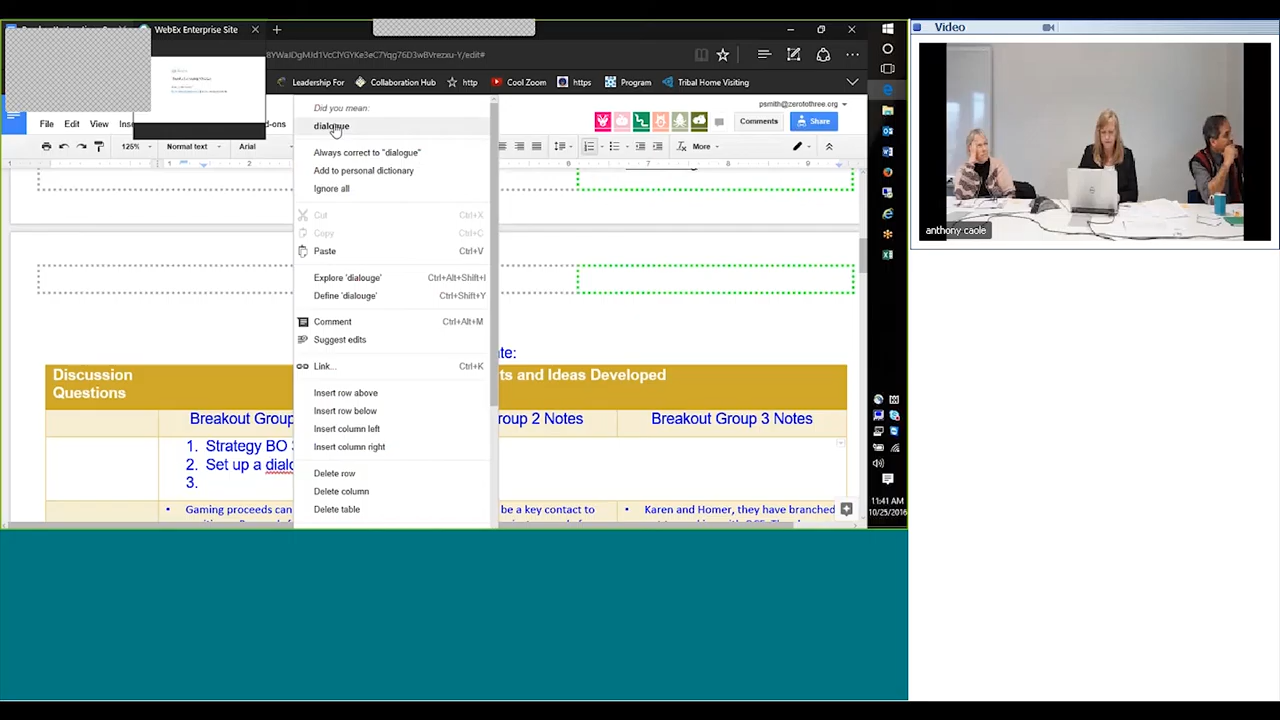 WebEx Enterprise Site
Video
8YWaJDgMJd1VcClYGYKe3eC7Yqg76D3wBVrezxu-Y/edit#
Leadership For
Collaboration Hub
http
Cool Zoom
https
Program
Tribal Home Visiting
psmith@zerotothree.org
File Edit View Inse
d-ons
Comments
Share
125%
Normal text
Arial
More
Did you mean:
dialogue
Always correct to "dialogue"
Add to personal dictionary
Ignore all
Cut Ctrl+X
Copy Ctrl+C
Paste Ctrl+V
Explore 'dialouge' Ctrl+Alt+Shift+I
Define 'dialouge' Ctrl+Shift+Y
Comment Ctrl+Alt+M
Suggest edits
Link... Ctrl+K
Insert row above
Insert row below
Insert column left
Insert column right
Delete row
Delete column
Delete table
te:
Discussion
Questions
ts and Ideas Developed
Breakout Group
roup 2 Notes
Breakout Group 3 Notes
1. Strategy BO
2. Set up a dialo
3.
Gaming proceeds can
be a key contact to
Karen and Homer, they have branched
anthony caole
11:41 AM
10/25/2016